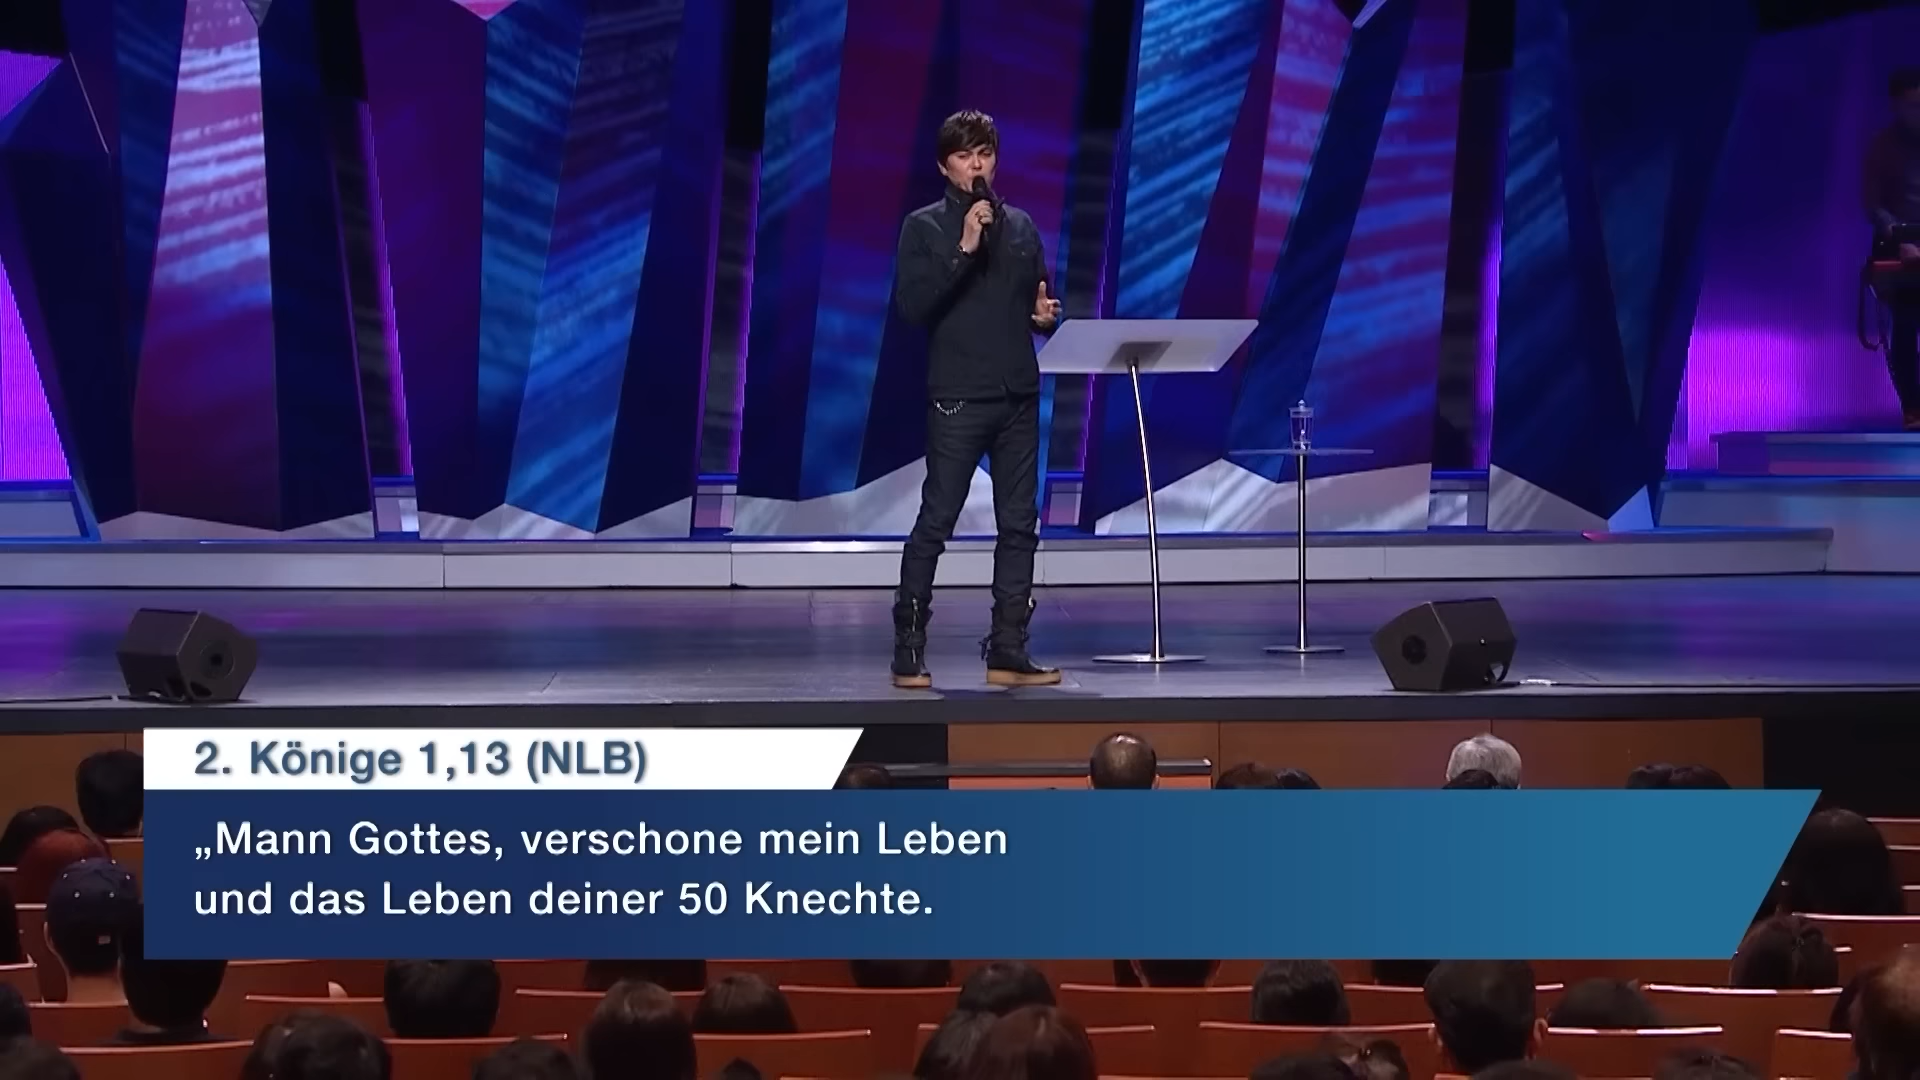 2. Könige 1,13 (NLB)
„Mann Gottes, verschone mein Leben
und das Leben deiner 50 Knechte.